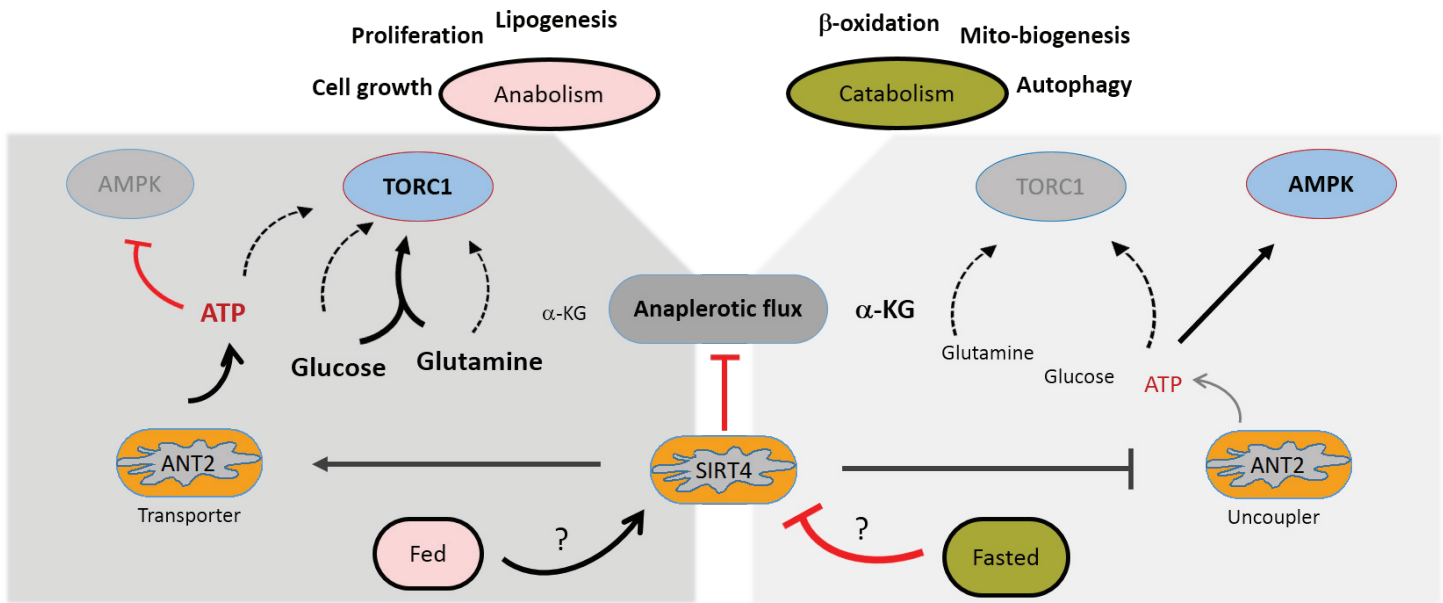 Lipogenesis
Proliferation
Cell growth
Anabolism
β-oxidation
Mito-biogenesis
Catabolism
Autophagy
AMPK
TORC1
TORC1
AMPK
ATP
Glucose
Glutamine
α-KG
Anaplerotic flux
α-KG
Glutamine
Glucose
ATP
ANT2
Transporter
SIRT4
ANT2
Uncoupler
Fed
?
?
Fasted